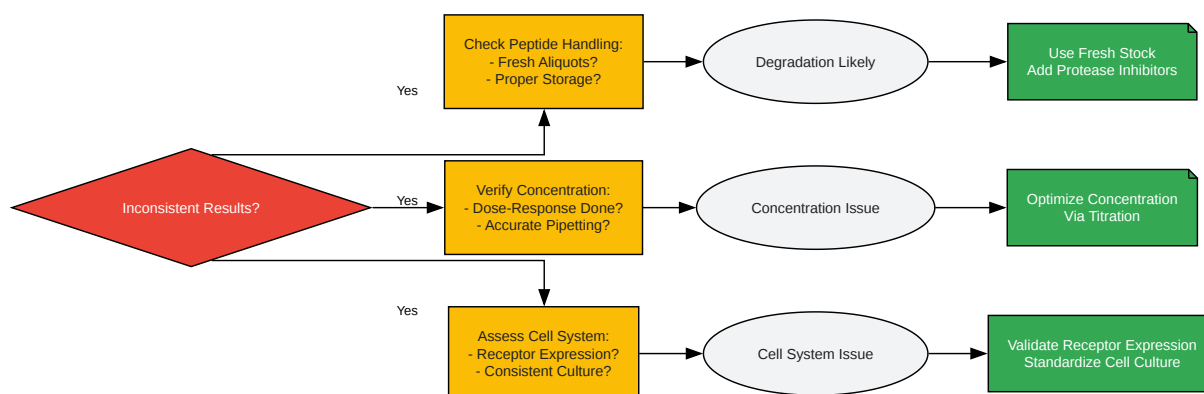 Inconsistent Results?
Yes
Check Peptide Handling:
- Fresh Aliquots?
- Proper Storage?
Degradation Likely
Use Fresh Stock
Add Protease Inhibitors
Yes
Verify Concentration:
- Dose-Response Done?
- Accurate Pipetting?
Concentration Issue
Optimize Concentration
Via Titration
Yes
Assess Cell System:
- Receptor Expression?
- Consistent Culture?
Cell System Issue
Validate Receptor Expression
Standardize Cell Culture